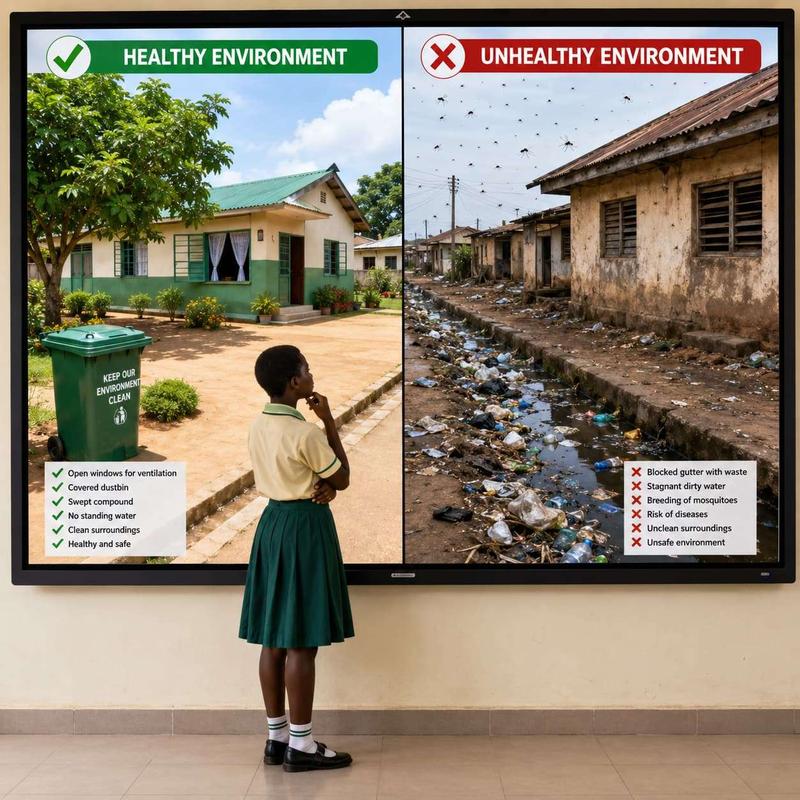 HEALTHY ENVIRONMENT
KEEP OUR
ENVIRONMENT
CLEAN
Open windows for ventilation
Covered dustbin
Swept compound
No standing water
Clean surroundings
Healthy and safe
UNHEALTHY ENVIRONMENT
Blocked gutter with waste
Stagnant dirty water
Breeding of mosquitoes
Risk of diseases
Unclean surroundings
Unsafe environment